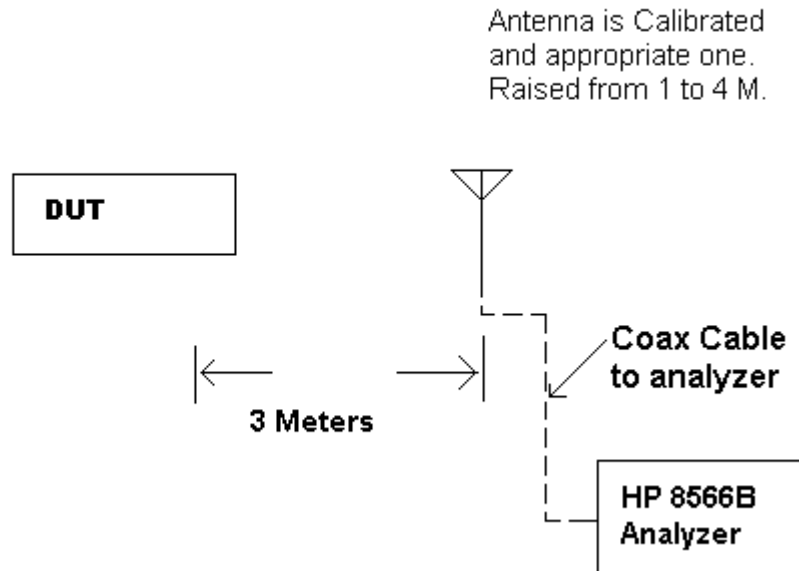 Antenna is Calibrated
and appropriate one.
Raised from 1 to 4 M.
DUT
Coax Cable
to analyzer
3 Meters
HP 8566B
Analyzer